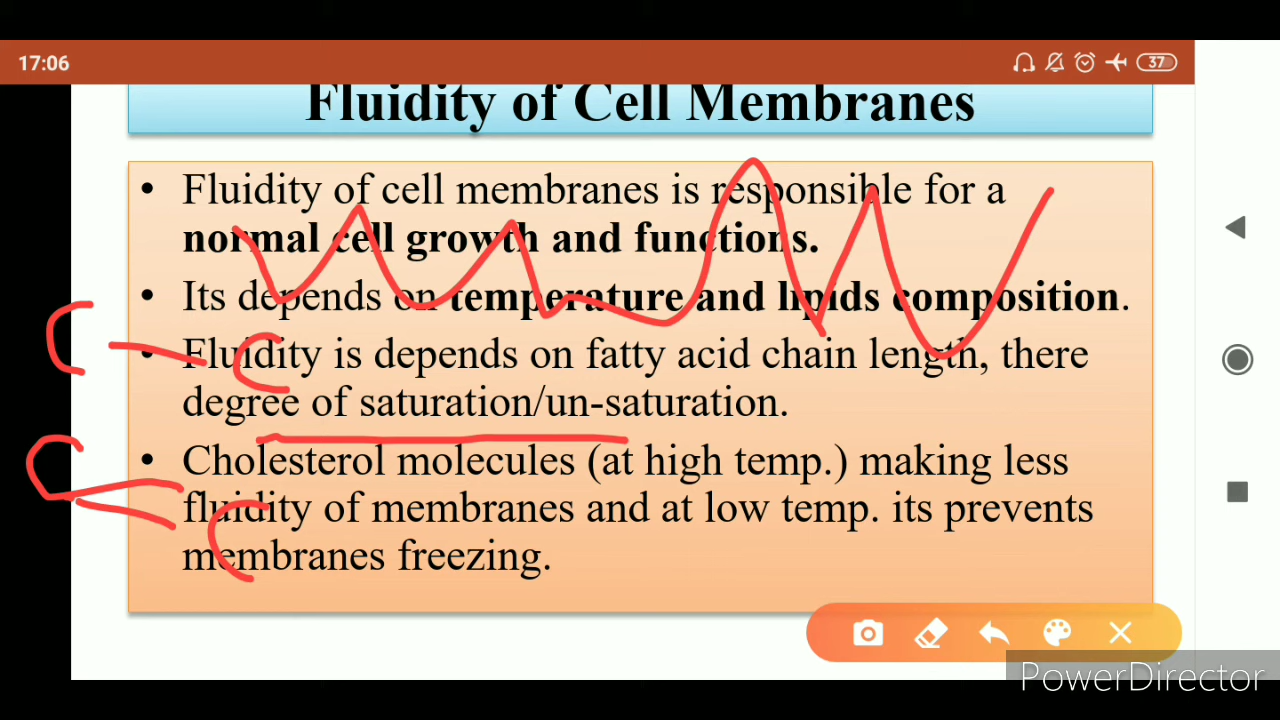 17:06
37
Fluidity of Cell Membranes
• Fluidity of cell membranes is responsible for a
normal cell growth and functions.
• Its depends on temperature and lipids composition.
• Fluidity is depends on fatty acid chain length, there
degree of saturation/un-saturation.
• Cholesterol molecules (at high temp.) making less
fluidity of membranes and at low temp. its prevents
membranes freezing.
PowerDirector